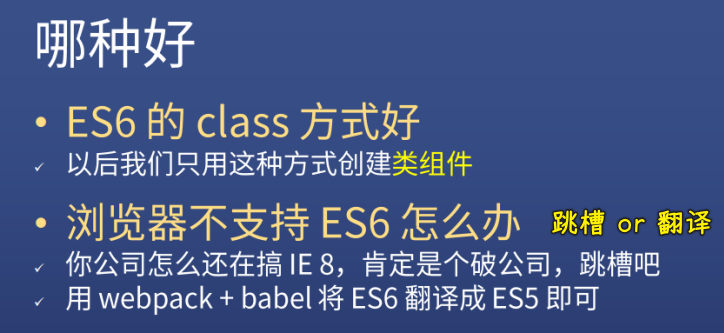 哪种好
• ES6 的 class 方式好
✓ 以后我们只用这种方式创建类组件
• 浏览器不支持 ES6 怎么办 跳槽 or 翻译
✓ 你公司怎么还在搞 IE 8，肯定是个破公司，跳槽吧
✓ 用 webpack + babel 将 ES6 翻译成 ES5 即可